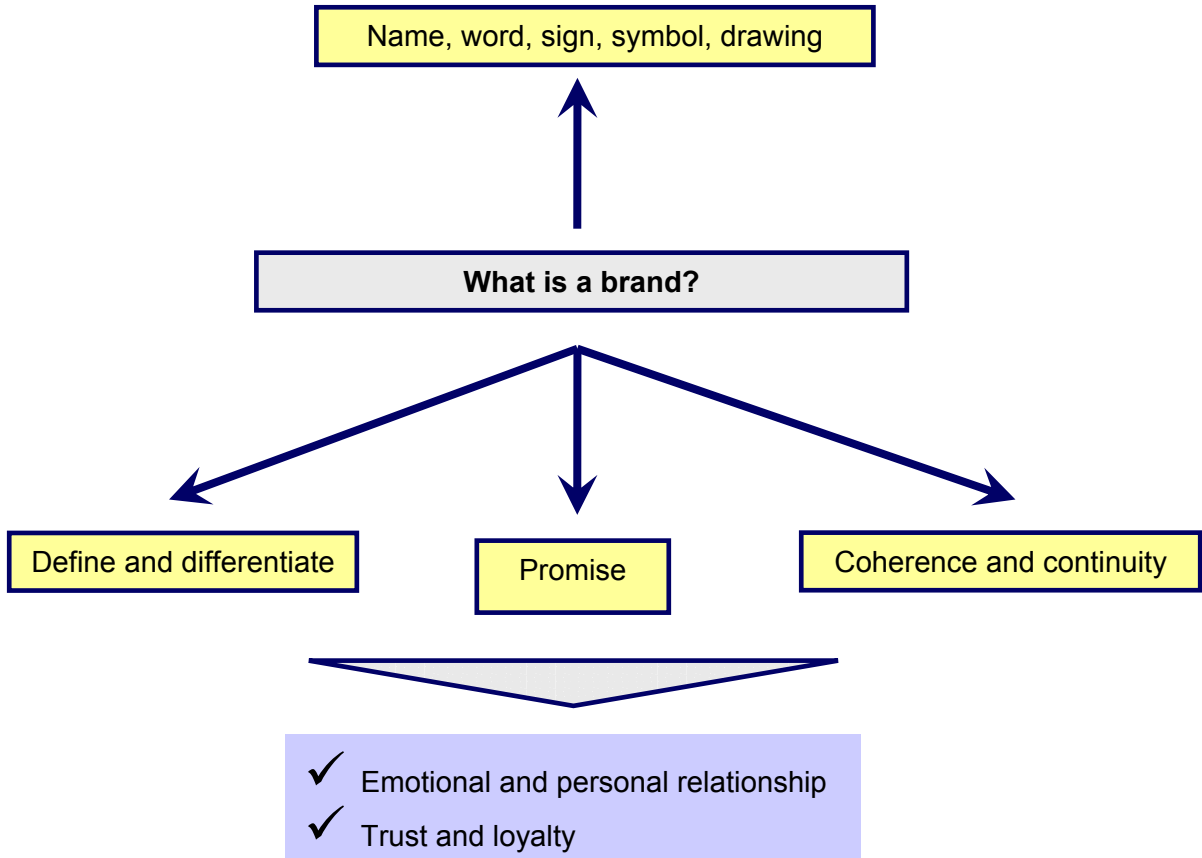 Name, word, sign, symbol, drawing
What is a brand?
Define and differentiate
Promise
Coherence and continuity
Emotional and personal relationship
Trust and loyalty